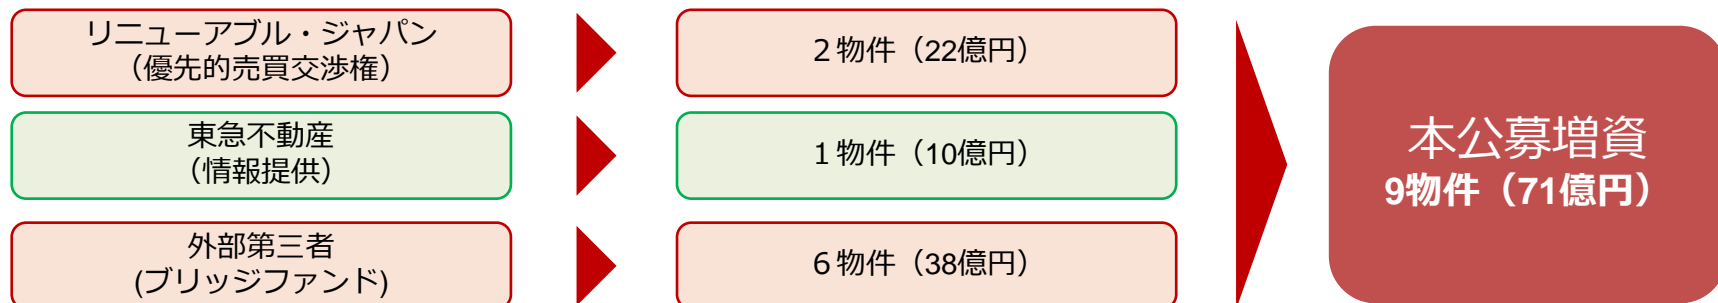 リニューアブル・ジャパン
（優先的売買交渉権）
２物件（22億円）
東急不動産
（情報提供）
１物件（10億円）
外部第三者
(ブリッジファンド)
６物件（38億円）
本公募増資
9物件（71億円）